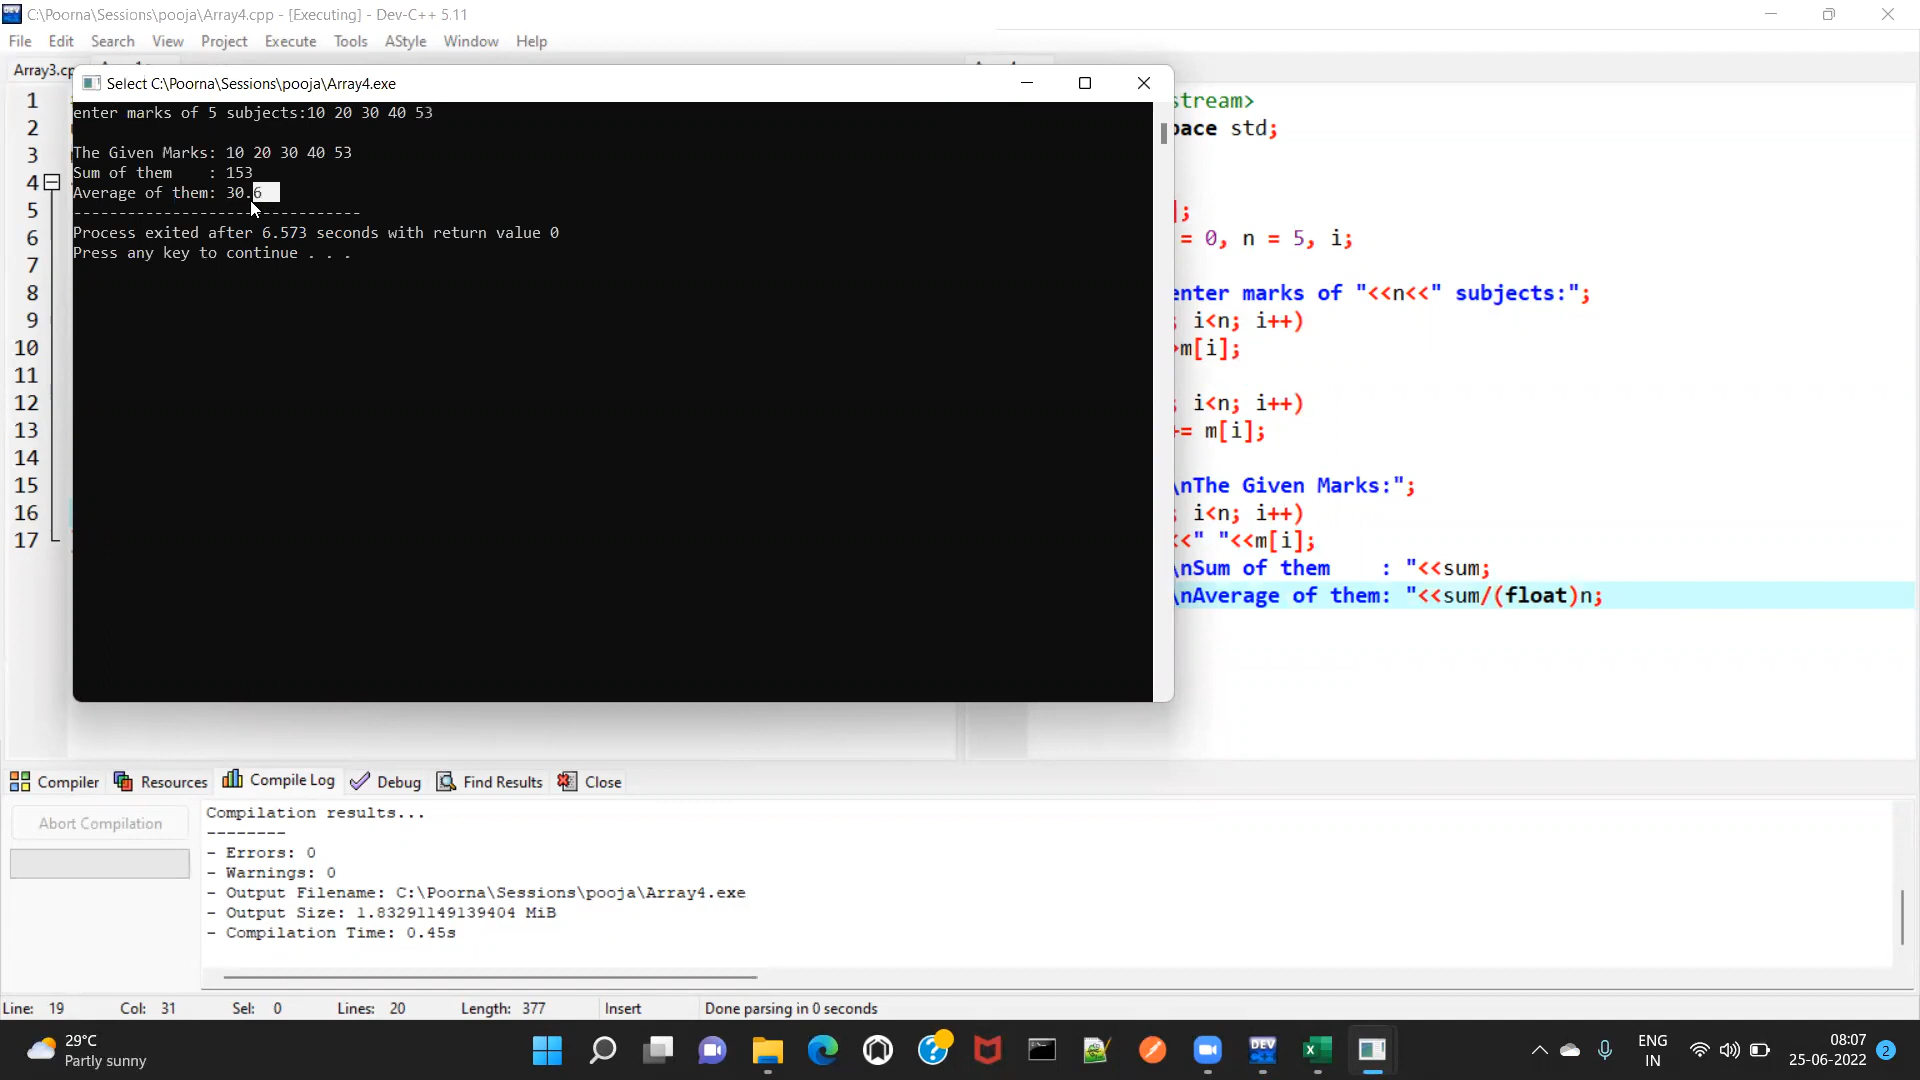 C:\Poorna\Sessions\pooja\Array4.cpp - [Executing] - Dev-C++ 5.11
File Edit Search View Project Execute Tools AStyle Window Help
Array3.cp
Select C:\Poorna\Sessions\pooja\Array4.exe
enter marks of 5 subjects:10 20 30 40 53
The Given Marks: 10 20 30 40 53
Sum of them    : 153
Average of them: 30.6
--------------------------------
Process exited after 6.573 seconds with return value 0
Press any key to continue . . .
1
2
3
4
5
6
7
8
9
10
11
12
13
14
15
16
17
stream>
pace std;
];
= 0, n = 5, i;
enter marks of "<<n<<" subjects:";
; i<n; i++)
>m[i];
; i<n; i++)
+= m[i];
\nThe Given Marks:";
; i<n; i++)
<<" "<<m[i];
\nSum of them    : "<<sum;
\nAverage of them: "<<sum/(float)n;
Compiler Resources Compile Log Debug Find Results Close
Abort Compilation
Compilation results...
--------
- Errors: 0
- Warnings: 0
- Output Filename: C:\Poorna\Sessions\pooja\Array4.exe
- Output Size: 1.83291149139404 MiB
- Compilation Time: 0.45s
Line: 19 Col: 31 Sel: 0 Lines: 20 Length: 377 Insert Done parsing in 0 seconds
29°C
Partly sunny
DEV
ENG
IN
08:07
25-06-2022
2